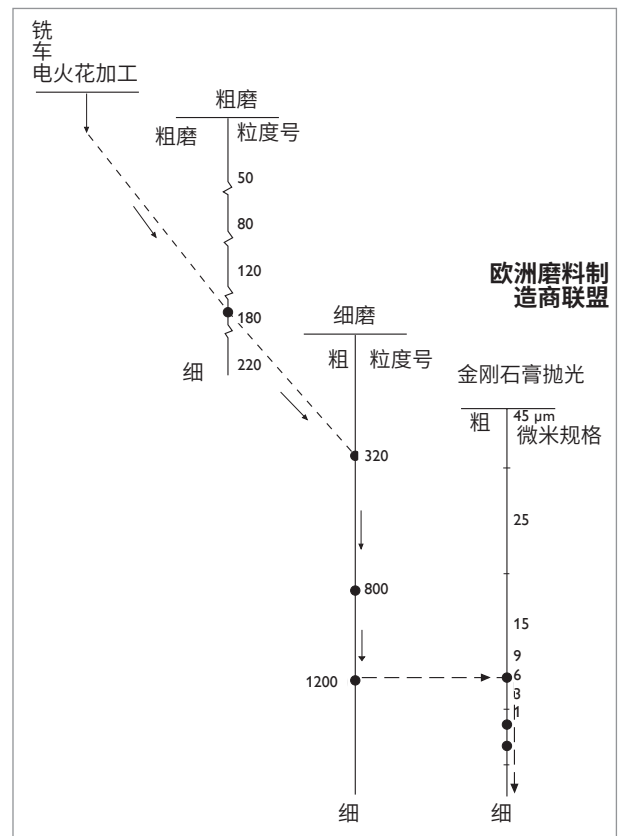 铣
车
电火花加工
粗磨
粗磨
粒度号
50
80
120
180
220
细
欧洲磨料制
造商联盟
细磨
粗
粒度号
320
800
1200
细
金刚石膏抛光
粗
45 µm
微米规格
25
15
9
6
3
1
细